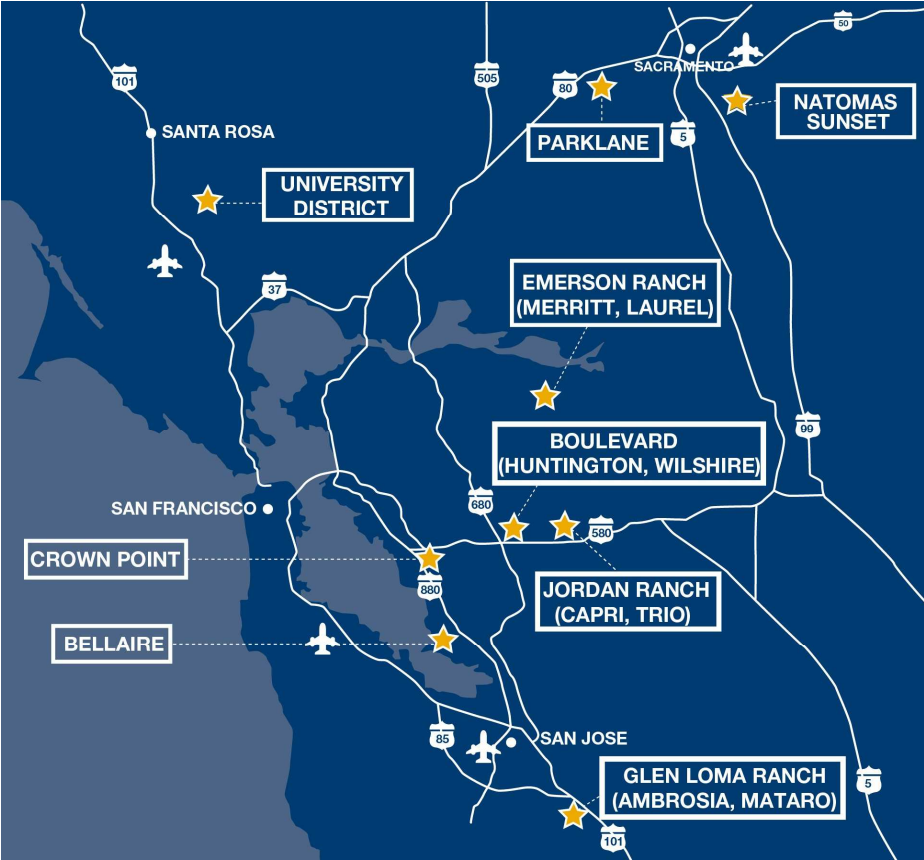 50
SACRAMENTO
101
505
80
NATOMAS
SUNSET
SANTA ROSA
PARKLANE
5
UNIVERSITY
DISTRICT
37
EMERSON RANCH
(MERRITT, LAUREL)
99
BOULEVARD
(HUNTINGTON, WILSHIRE)
SAN FRANCISCO
680
580
CROWN POINT
880
JORDAN RANCH
(CAPRI, TRIO)
BELLAIRE
85
SAN JOSE
GLEN LOMA RANCH
(AMBROSIA, MATARO)
5
101